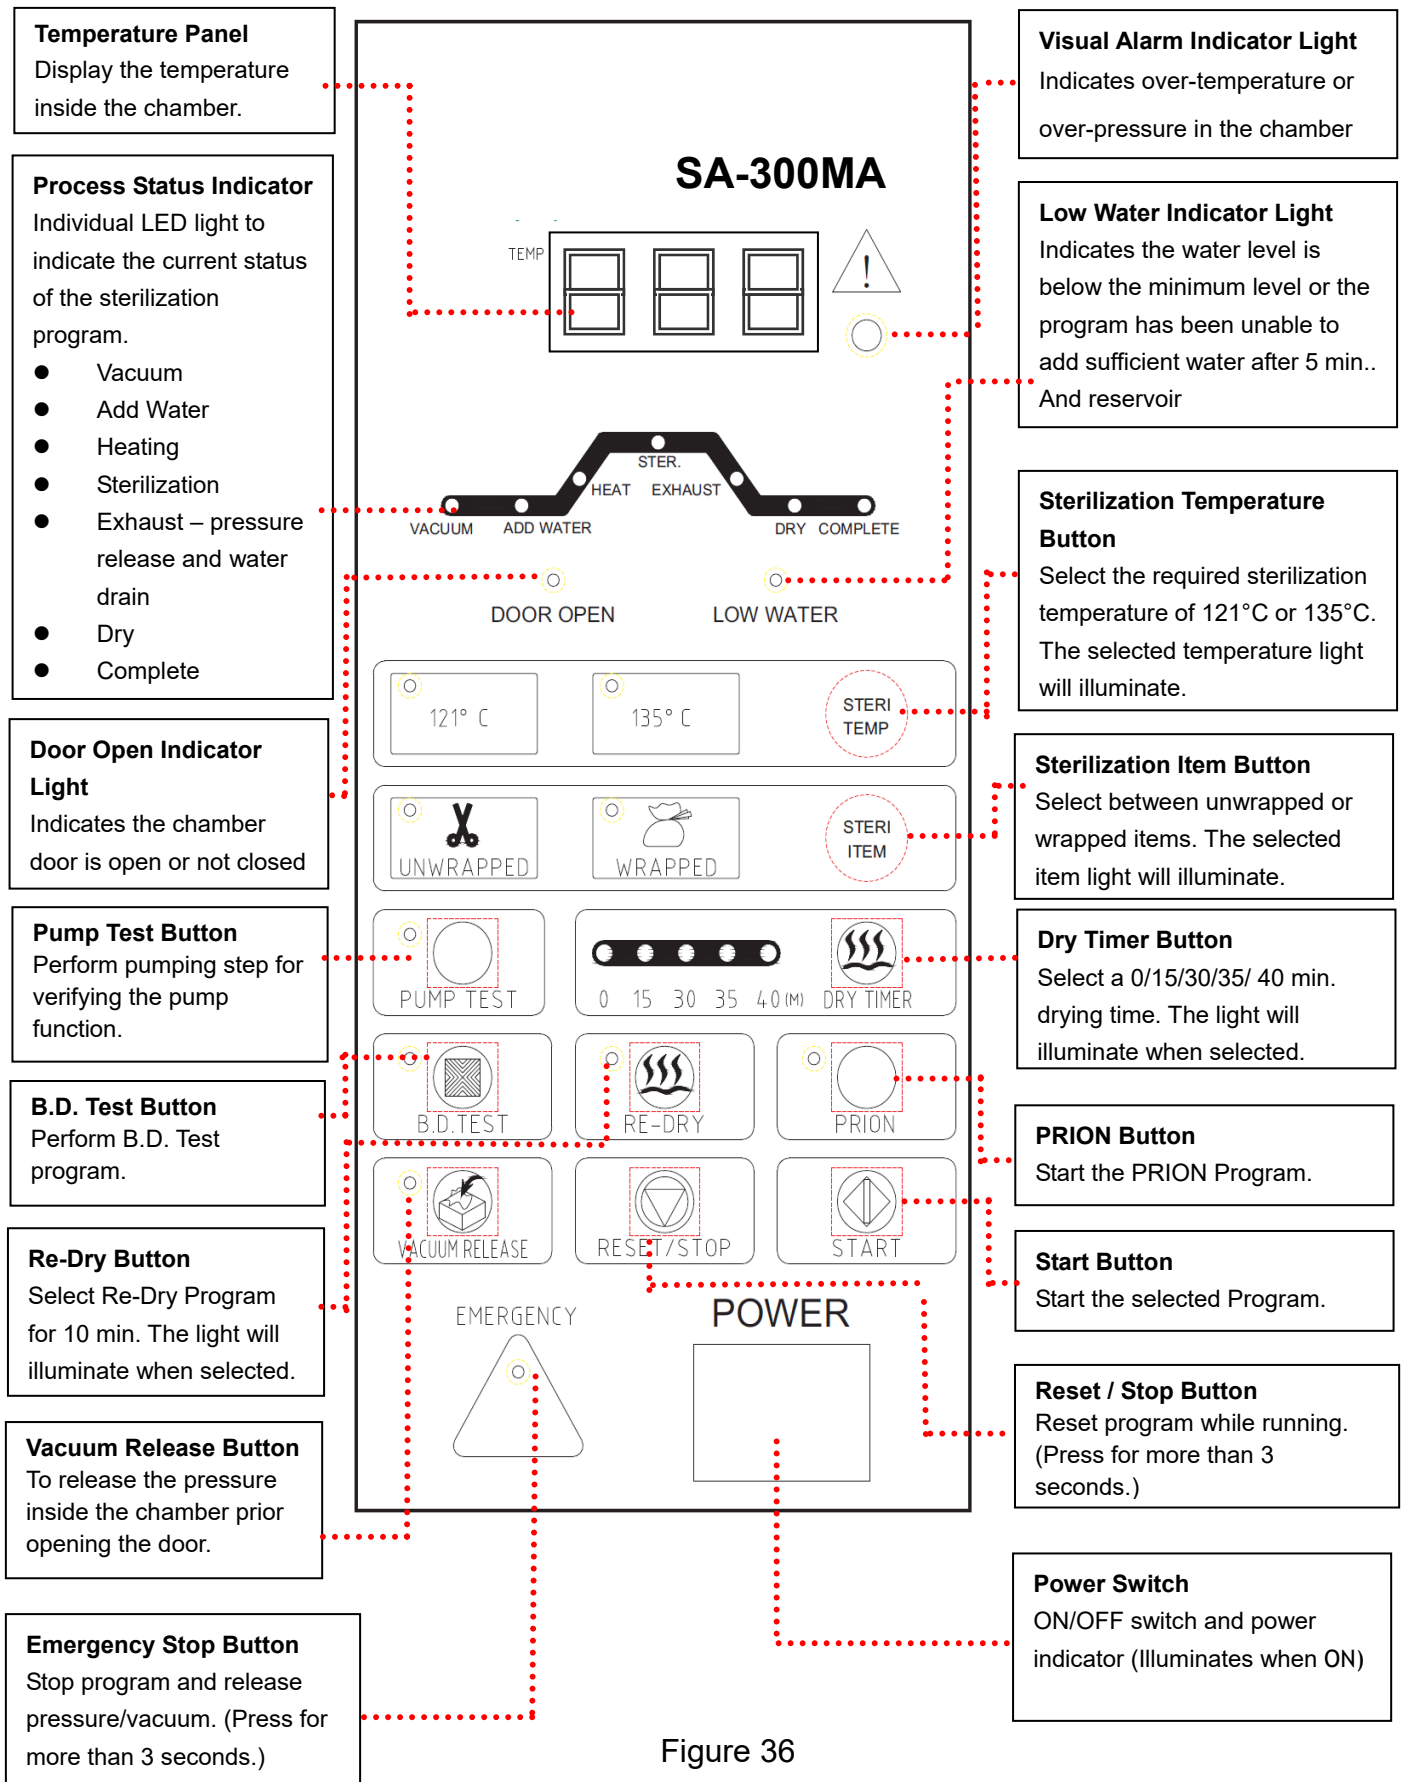 Temperature Panel
Display the temperature
inside the chamber.
Process Status Indicator
Individual LED light to
indicate the current status
of the sterilization
program.
● Vacuum
● Add Water
● Heating
● Sterilization
● Exhaust – pressure
release and water
drain
● Dry
● Complete
Door Open Indicator
Light
Indicates the chamber
door is open or not closed
Pump Test Button
Perform pumping step for
verifying the pump
function.
B.D. Test Button
Perform B.D. Test
program.
Re-Dry Button
Select Re-Dry Program
for 10 min. The light will
illuminate when selected.
Vacuum Release Button
To release the pressure
inside the chamber prior
opening the door.
Emergency Stop Button
Stop program and release
pressure/vacuum. (Press for
more than 3 seconds.)
SA-300MA
TEMP
888
!
STER.
HEAT EXHAUST
VACUUM ADD WATER DRY COMPLETE
DOOR OPEN LOW WATER
121° C 135° C STERI
TEMP
UNWRAPPED WRAPPED STERI
ITEM
PUMP TEST 0 15 30 35 40(M) DRY TIMER
B.D.TEST RE-DRY PRION
VACUUM RELEASE RESET/STOP START
EMERGENCY POWER
Visual Alarm Indicator Light
Indicates over-temperature or
over-pressure in the chamber
Low Water Indicator Light
Indicates the water level is
below the minimum level or the
program has been unable to
add sufficient water after 5 min..
And reservoir
Sterilization Temperature
Button
Select the required sterilization
temperature of 121°C or 135°C.
The selected temperature light
will illuminate.
Sterilization Item Button
Select between unwrapped or
wrapped items. The selected
item light will illuminate.
Dry Timer Button
Select a 0/15/30/35/ 40 min.
drying time. The light will
illuminate when selected.
PRION Button
Start the PRION Program.
Start Button
Start the selected Program.
Reset / Stop Button
Reset program while running.
(Press for more than 3
seconds.)
Power Switch
ON/OFF switch and power
indicator (Illuminates when ON)
Figure 36